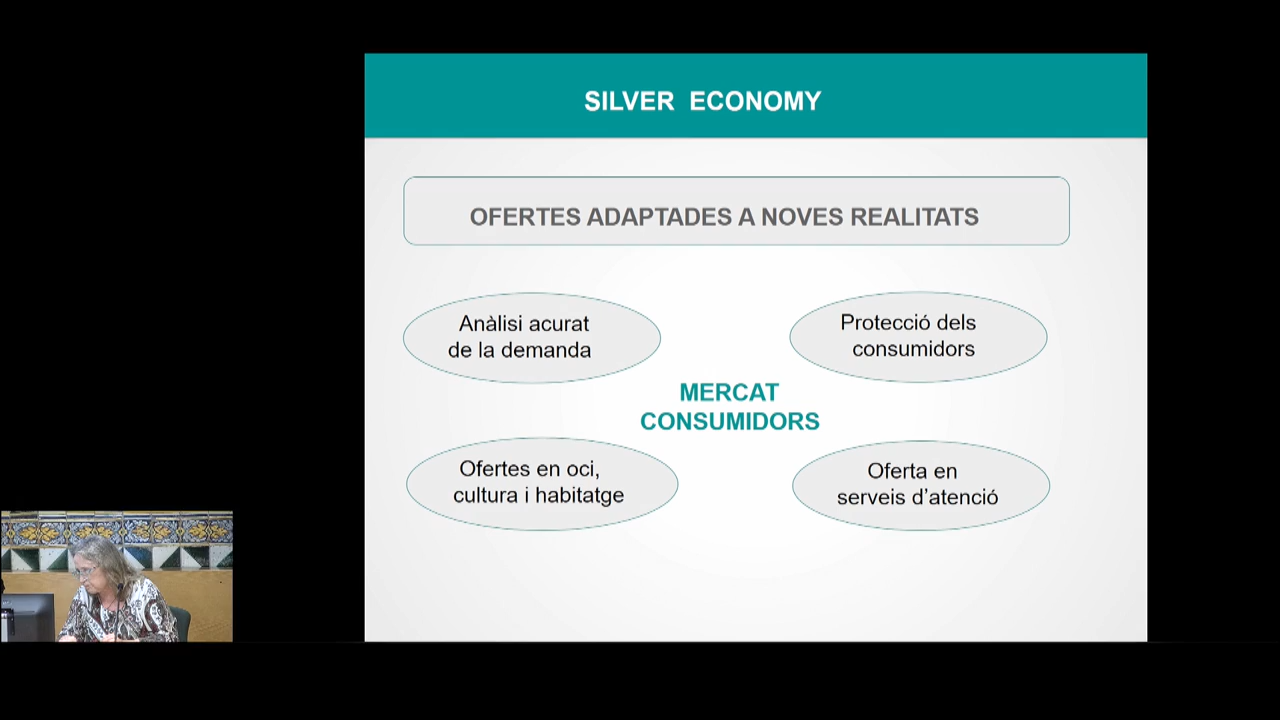 SILVER ECONOMY
OFERTES ADAPTADES A NOVES REALITATS
Anàlisi acurat
de la demanda
Protecció dels
consumidors
MERCAT
CONSUMIDORS
Ofertes en oci,
cultura i habitatge
Oferta en
serveis d’atenció